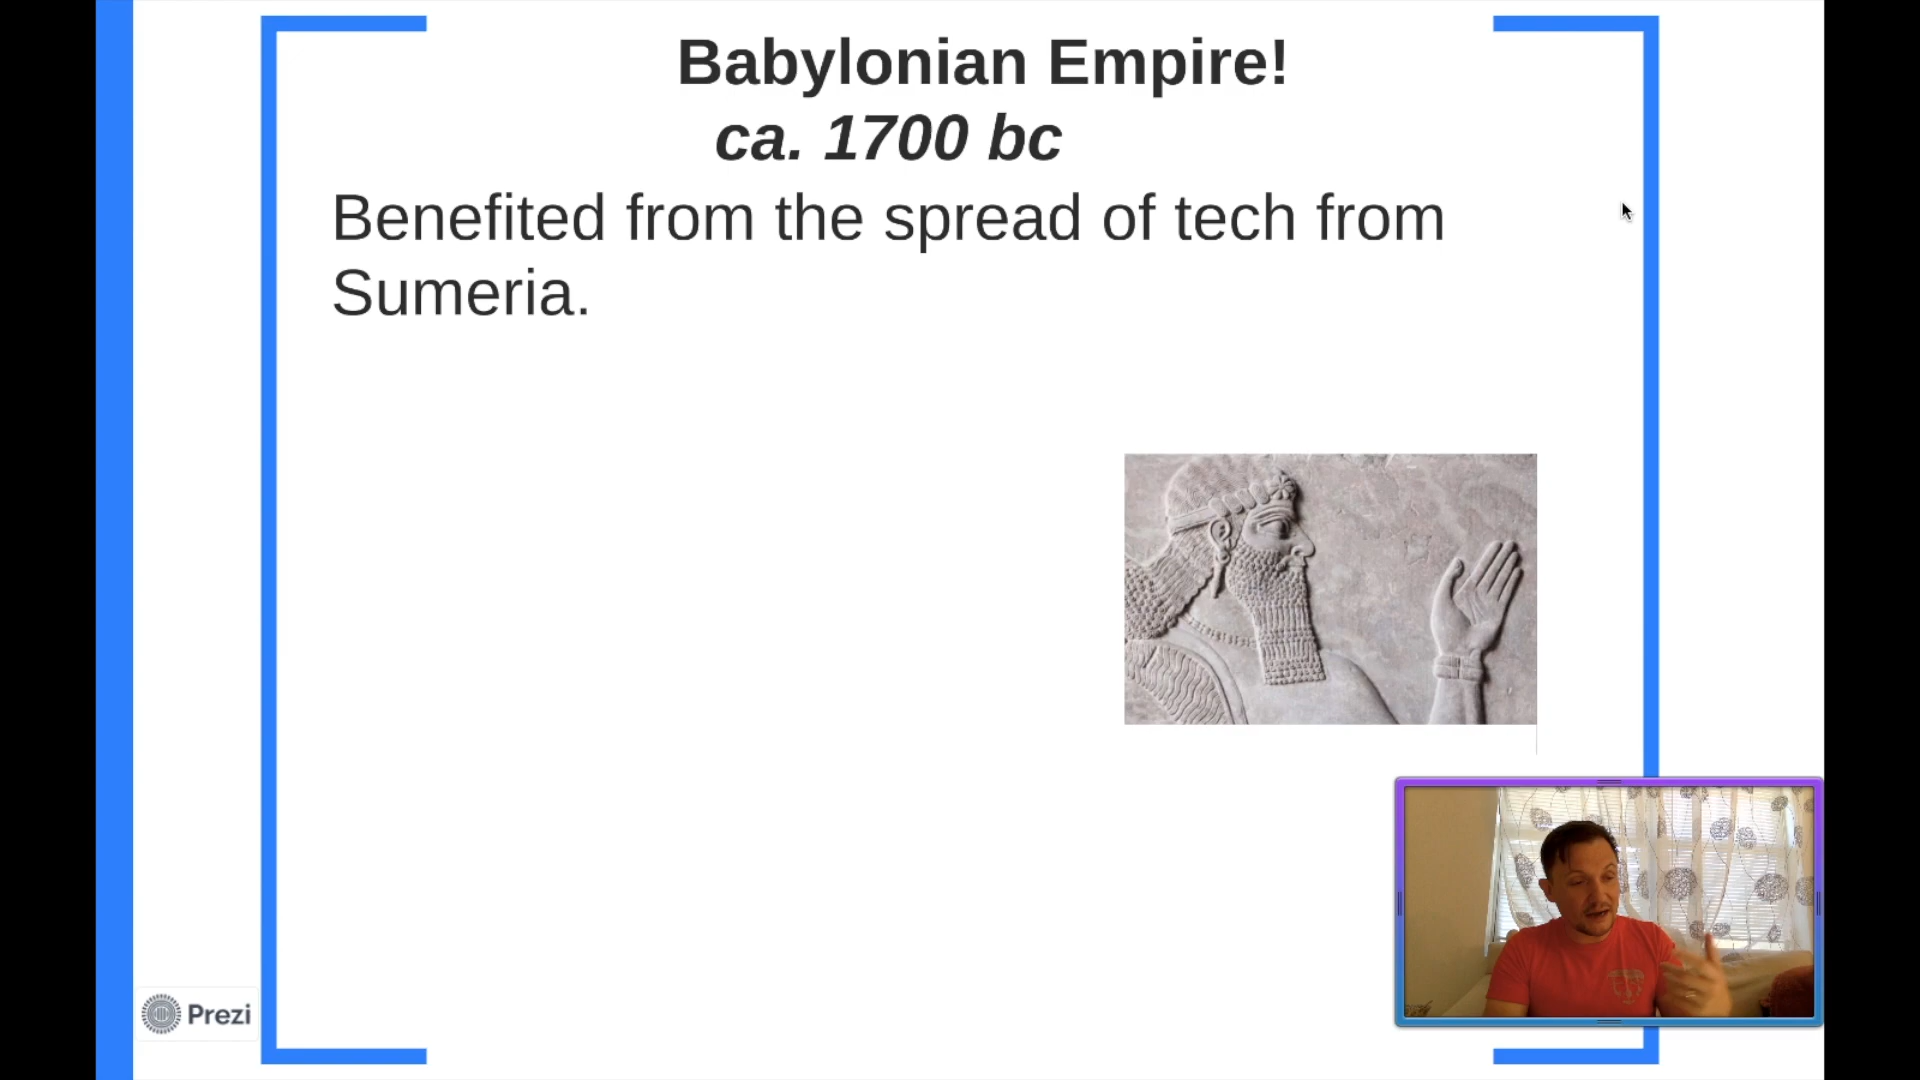 Babylonian Empire!
ca. 1700 bc
Benefited from the spread of tech from
Sumeria.
Prezi